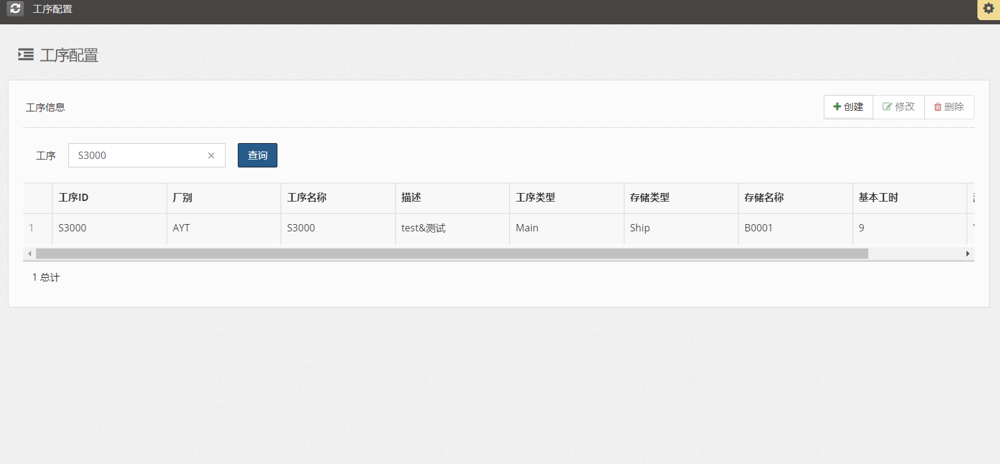 工序配置
工序配置
工序信息 创建 修改 删除
工序 S3000 查询
工序ID 厂别 工序名称 描述 工序类型 存储类型 存储名称 基本工时
1 S3000 AYT S3000 test&测试 Main Ship B0001 9
1 总计